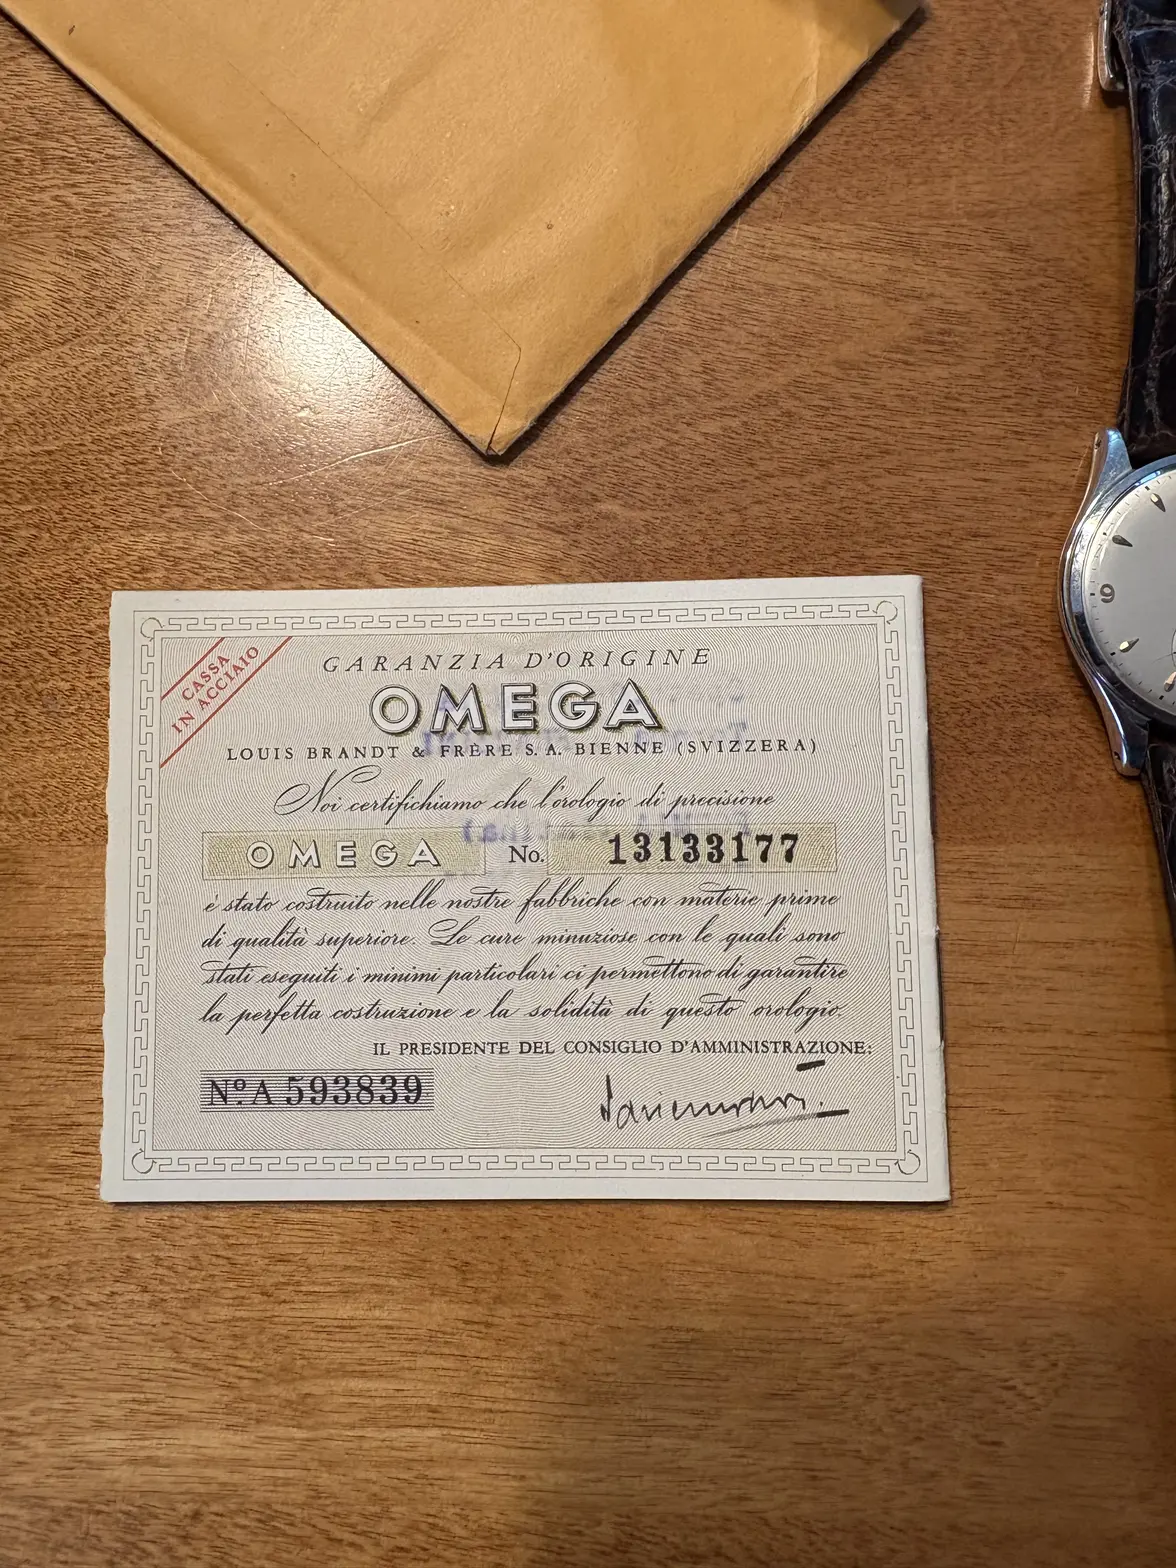 CASSA
IN ACCIAIO
GARANZIA D'ORIGINE
OMEGA
LOUIS BRANDT & FRÈRE S.A. BIENNE (SVIZZERA)
Noi certifichiamo che l'orologio di precisione
OMEGA No. 13133177
è stato costruito nelle nostre fabbriche con materie prime
di qualità superiore. Le cure minuziose con le quali sono
stati eseguiti i minimi particolari ci permettono di garantire
la perfetta costruzione e la solidità di questo orologio.
IL PRESIDENTE DEL CONSIGLIO D'AMMINISTRAZIONE:
Nº A 593839
9